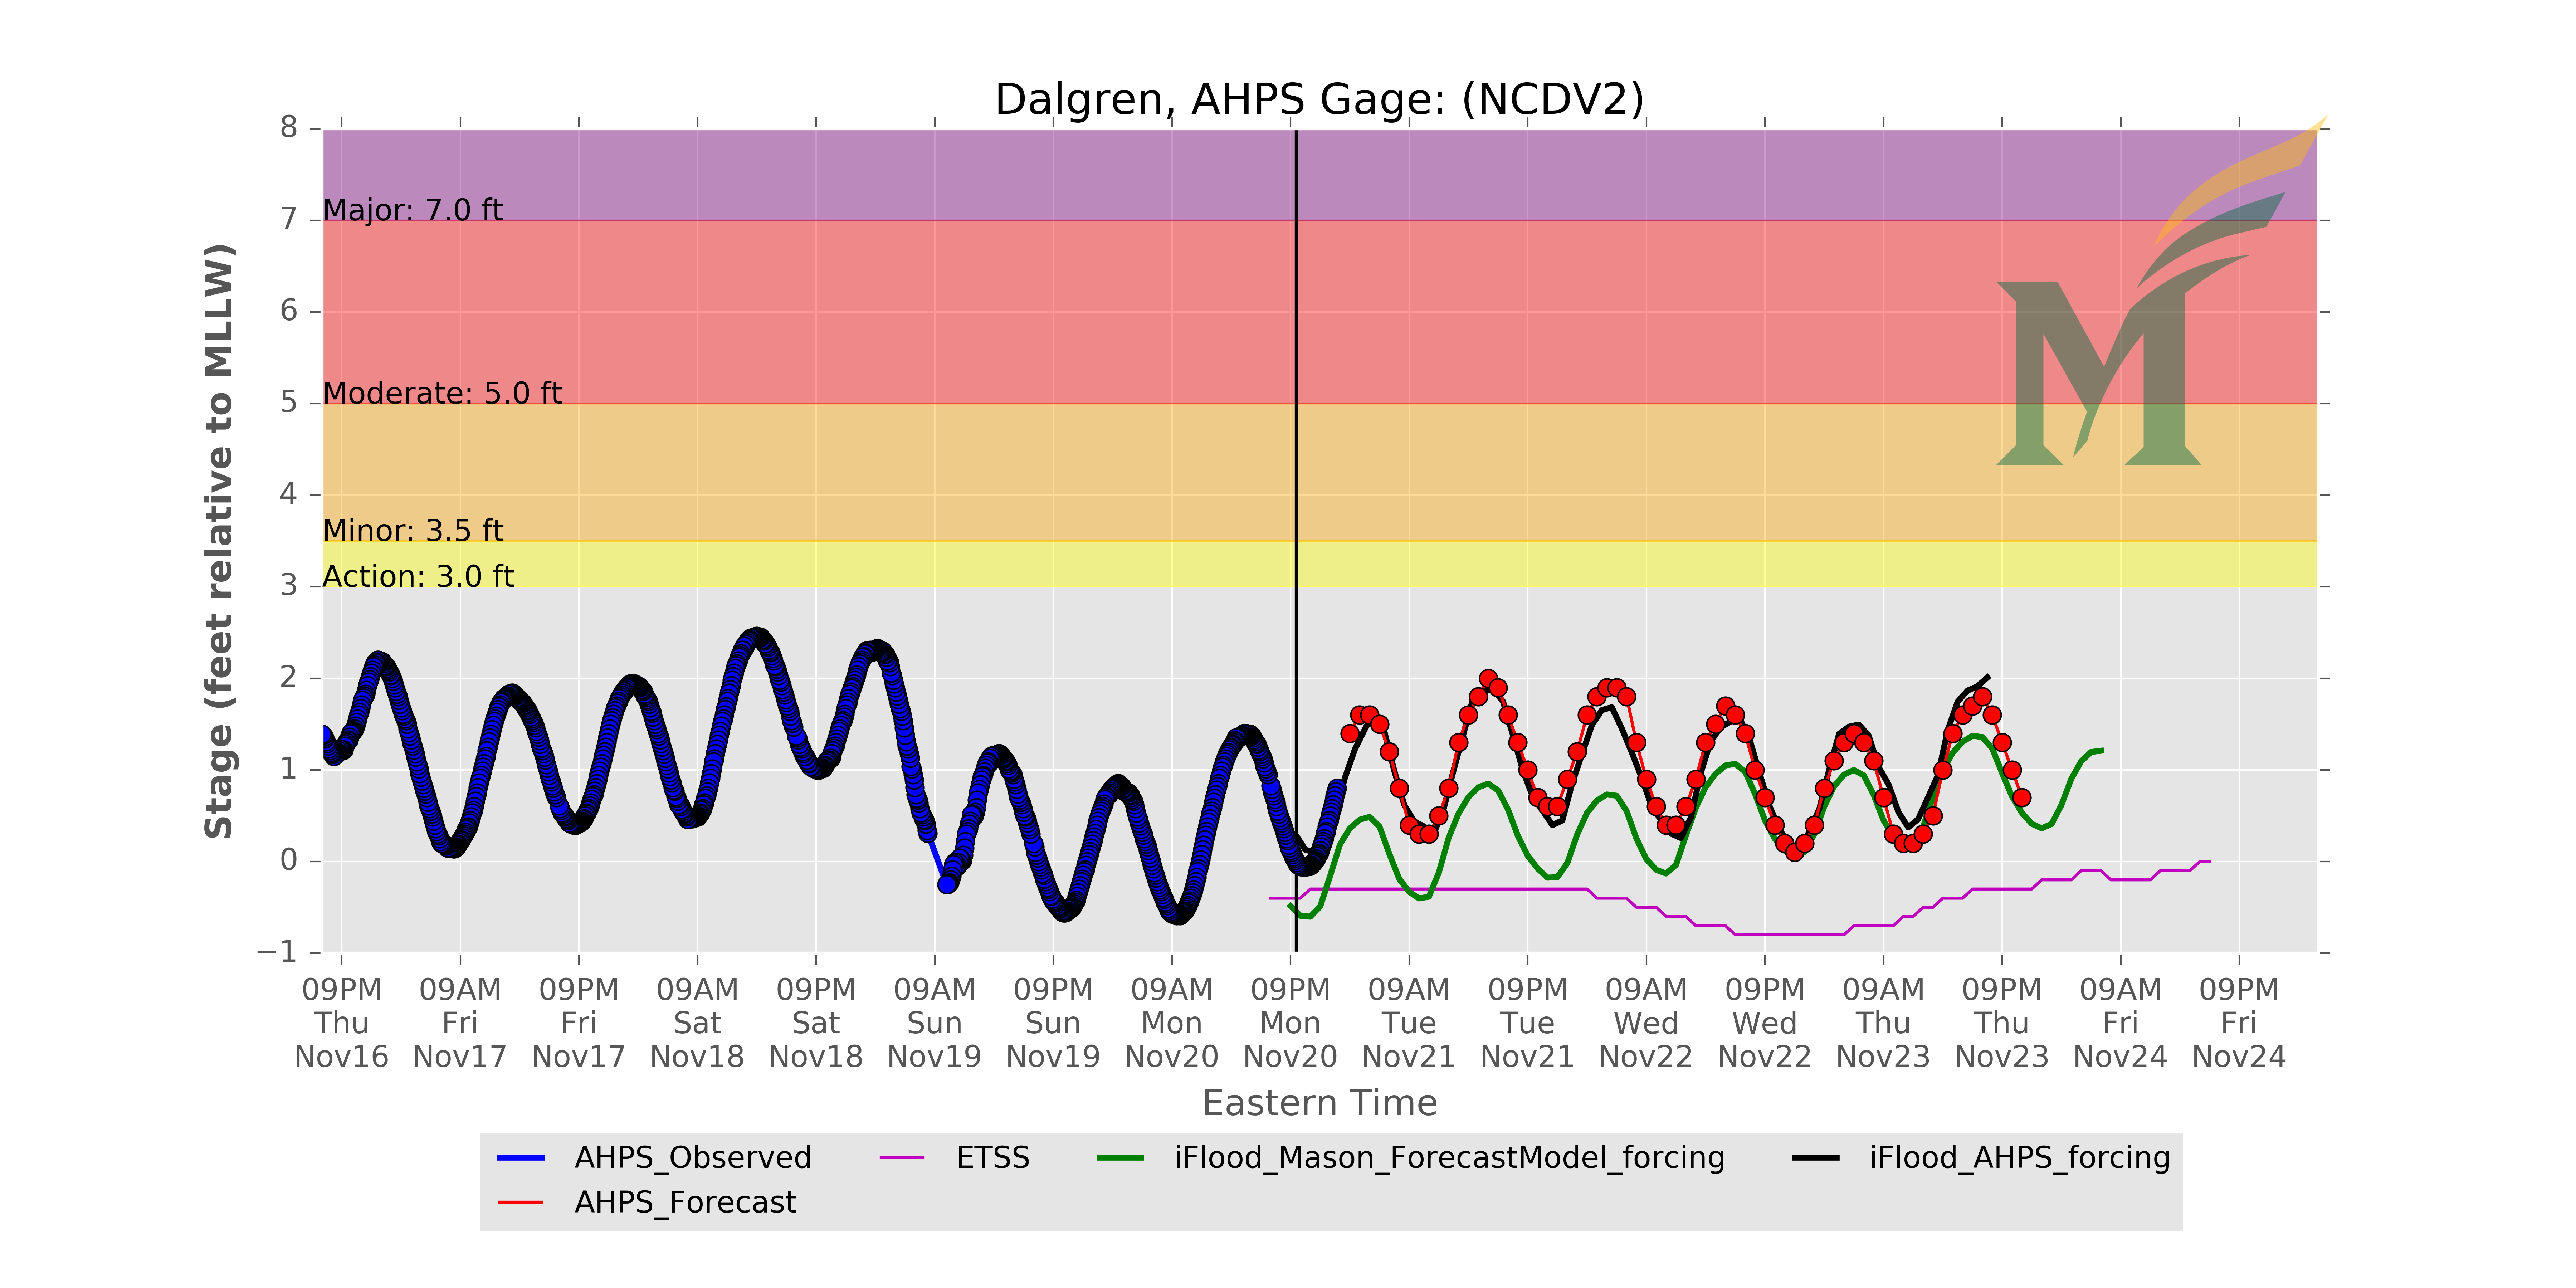 Dalgren, AHPS Gage: (NCDV2)
Stage (feet relative to MLLW)
8
7
6
5
4
3
2
1
0
−1
Major: 7.0 ft
Moderate: 5.0 ft
Minor: 3.5 ft
Action: 3.0 ft
M
09PM 09AM 09PM 09AM 09PM 09AM 09PM 09AM 09PM 09AM 09PM 09AM 09PM 09AM 09PM 09AM 09PM
Thu Fri Fri Sat Sat Sun Sun Mon Mon Tue Tue Wed Wed Thu Thu Fri Fri
Nov16 Nov17 Nov17 Nov18 Nov18 Nov19 Nov19 Nov20 Nov20 Nov21 Nov21 Nov22 Nov22 Nov23 Nov23 Nov24 Nov24
Eastern Time
AHPS_Observed ETSS iFlood_Mason_ForecastModel_forcing iFlood_AHPS_forcing
AHPS_Forecast